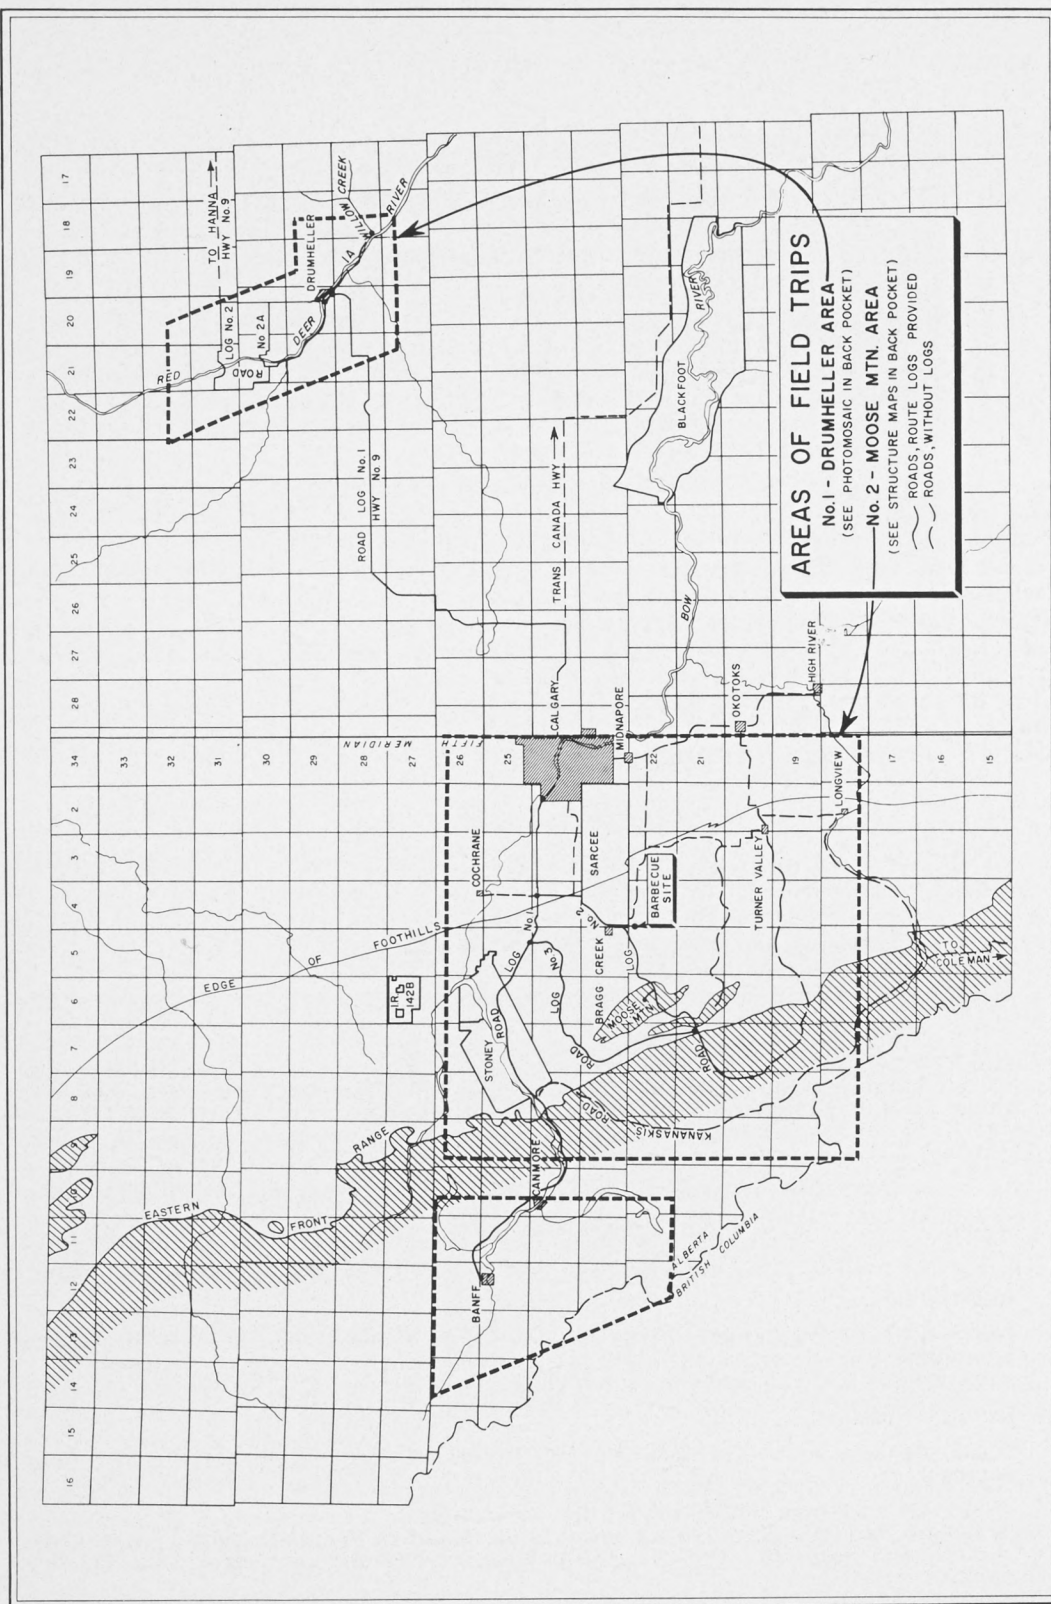 AREAS OF FIELD TRIPS
No. 1 - DRUMHELLER AREA
(SEE PHOTOMOSAIC IN BACK POCKET)
No. 2 - MOOSE MTN. AREA
(SEE STRUCTURE MAPS IN BACK POCKET)
ROADS, ROUTE LOGS PROVIDED
ROADS, WITHOUT LOGS
16
15
14
13
12
11
9
8
7
6
5
4
3
2
28
27
26
25
24
23
22
21
20
19
18
17
34
33
32
31
30
29
28
27
26
25
22
21
19
17
16
15
FIFTH MERIDIAN
EDGE OF FOOTHILLS
EASTERN FRONT RANGE
TO HANNA
HWY No. 9
DRUMHELLER
WILLOW CREEK
RED DEER RIVER
1A
ROAD LOG No. 2
No 2A
ROAD LOG No. 1
HWY No. 9
TRANS CANADA HWY
BLACKFOOT
BOW RIVER
CALGARY
MIDNAPORE
OKOTOKS
HIGH RIVER
LONGVIEW
TURNER VALLEY
COCHRANE
SARCEE
BARBECUE
SITE
BRAGG CREEK
MOOSE
MTN.
STONEY
I.R.
142B
ROAD LOG No. 1
ROAD LOG No. 2
ROAD LOG No. 3
KANANASKIS ROAD
CANMORE
BANFF
ALBERTA
BRITISH COLUMBIA
TO
COLEMAN